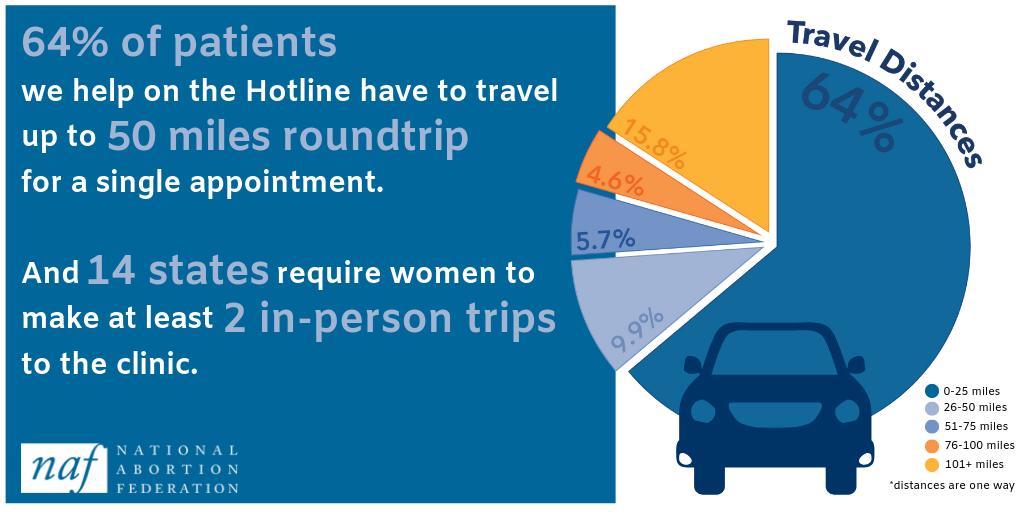 64% of patients
we help on the Hotline have to travel
up to 50 miles roundtrip
for a single appointment.
And 14 states require women to
make at least 2 in-person trips
to the clinic.
naf
NATIONAL
ABORTION
FEDERATION
Travel Distances
64%
15.8%
4.6%
5.7%
9.9%
0-25 miles
26-50 miles
51-75 miles
76-100 miles
101+ miles
*distances are one way